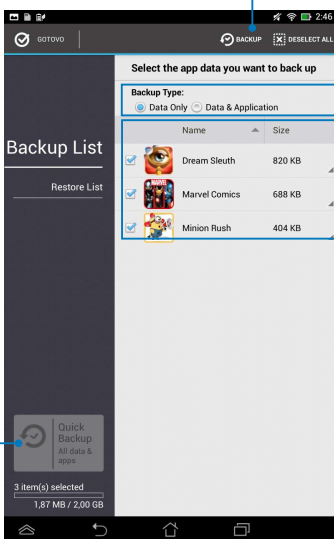 2:46
GOTOVO
BACKUP
DESELECT ALL
Select the app data you want to back up
Backup Type:
Data Only
Data & Application
Name
Size
Backup List
Restore List
Dream Sleuth
820 KB
MARVEL
Marvel Comics
688 KB
Minion Rush
404 KB
Quick
Backup
All data &
apps
3 item(s) selected
1,87 MB / 2,00 GB